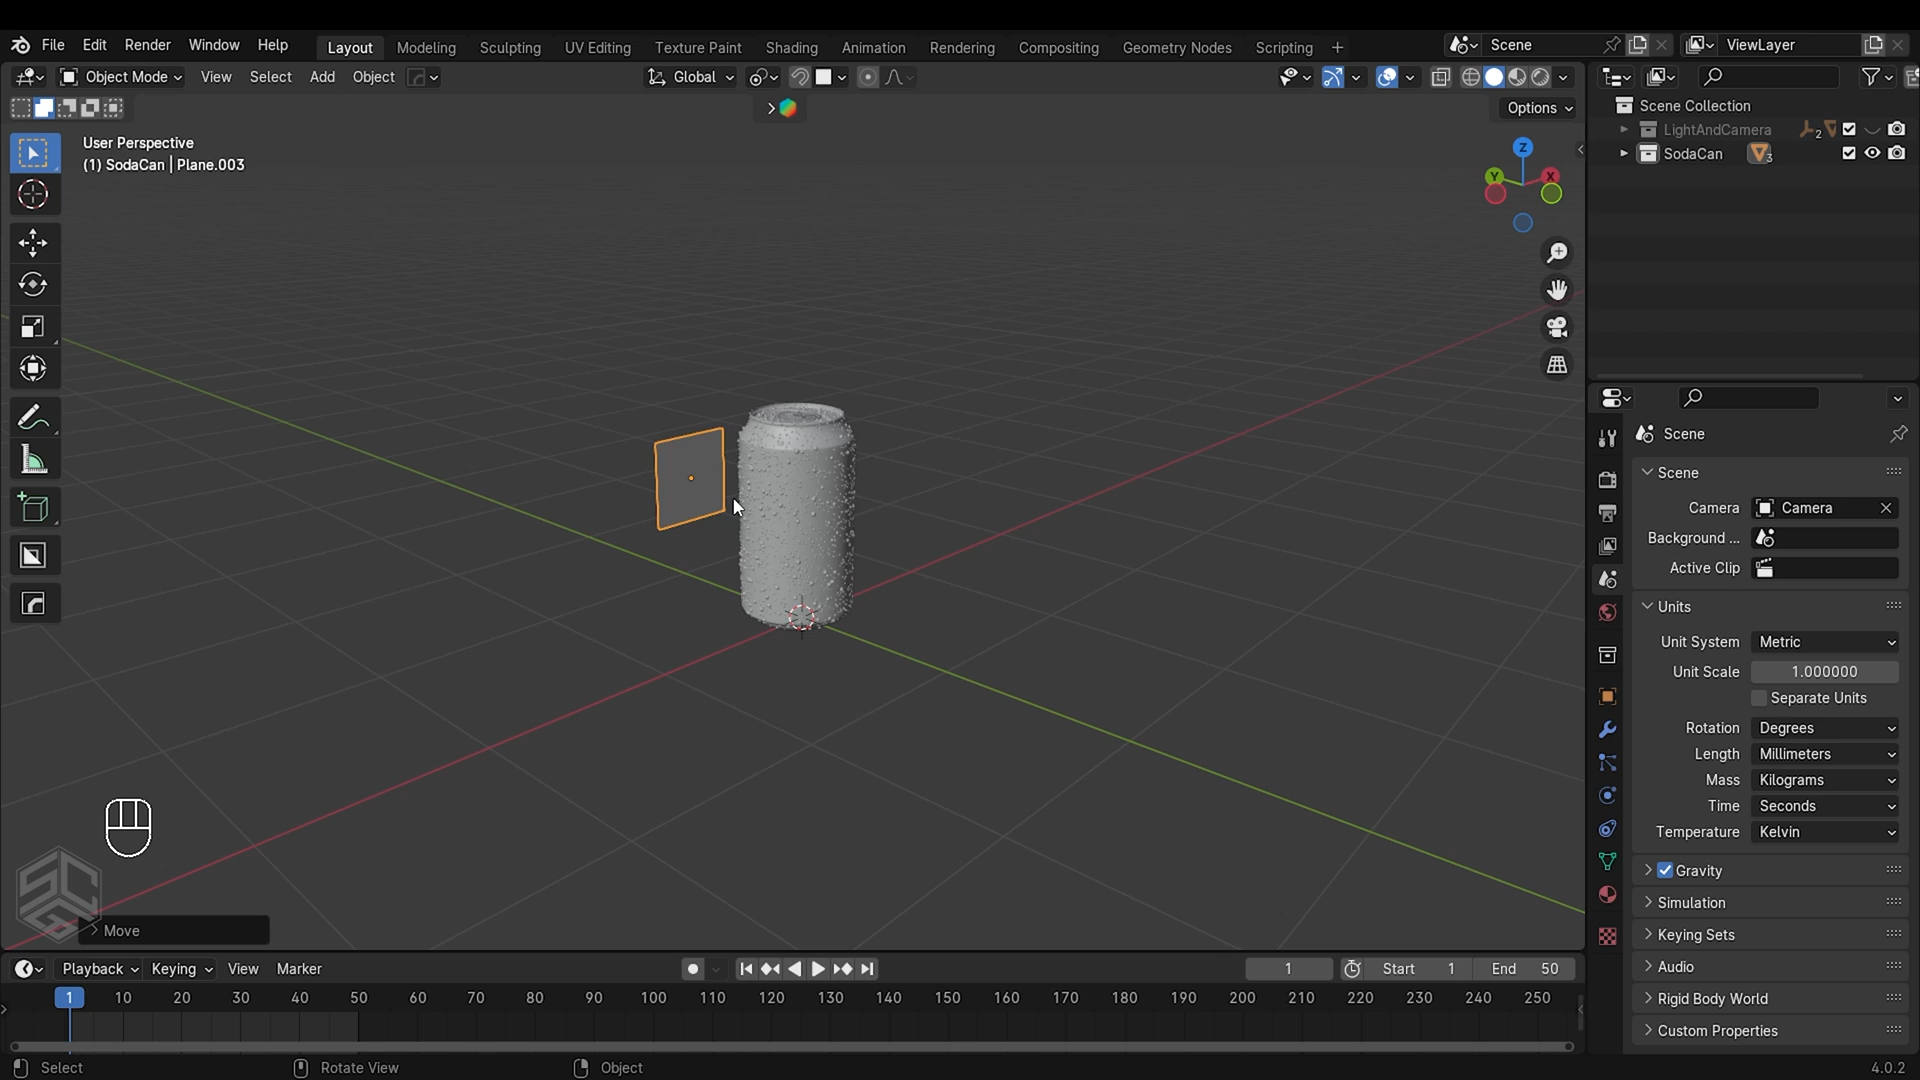 File Edit Render Window Help Layout Modeling Sculpting UV Editing Texture Paint Shading Animation Rendering Compositing Geometry Nodes Scripting + Scene ViewLayer
Object Mode View Select Add Object Global
Options
User Perspective
(1) SodaCan | Plane.003
Z
Y X
Scene Collection
LightAndCamera 2
SodaCan 3
Scene
Scene
Camera Camera
Background ...
Active Clip
Units
Unit System Metric
Unit Scale 1.000000
Separate Units
Rotation Degrees
Length Millimeters
Mass Kilograms
Time Seconds
Temperature Kelvin
Gravity
Simulation
Keying Sets
Audio
Rigid Body World
Custom Properties
SCG
Move
Playback Keying View Marker 1 Start 1 End 50
1 10 20 30 40 50 60 70 80 90 100 110 120 130 140 150 160 170 180 190 200 210 220 230 240 250
Select Rotate View Object 4.0.2